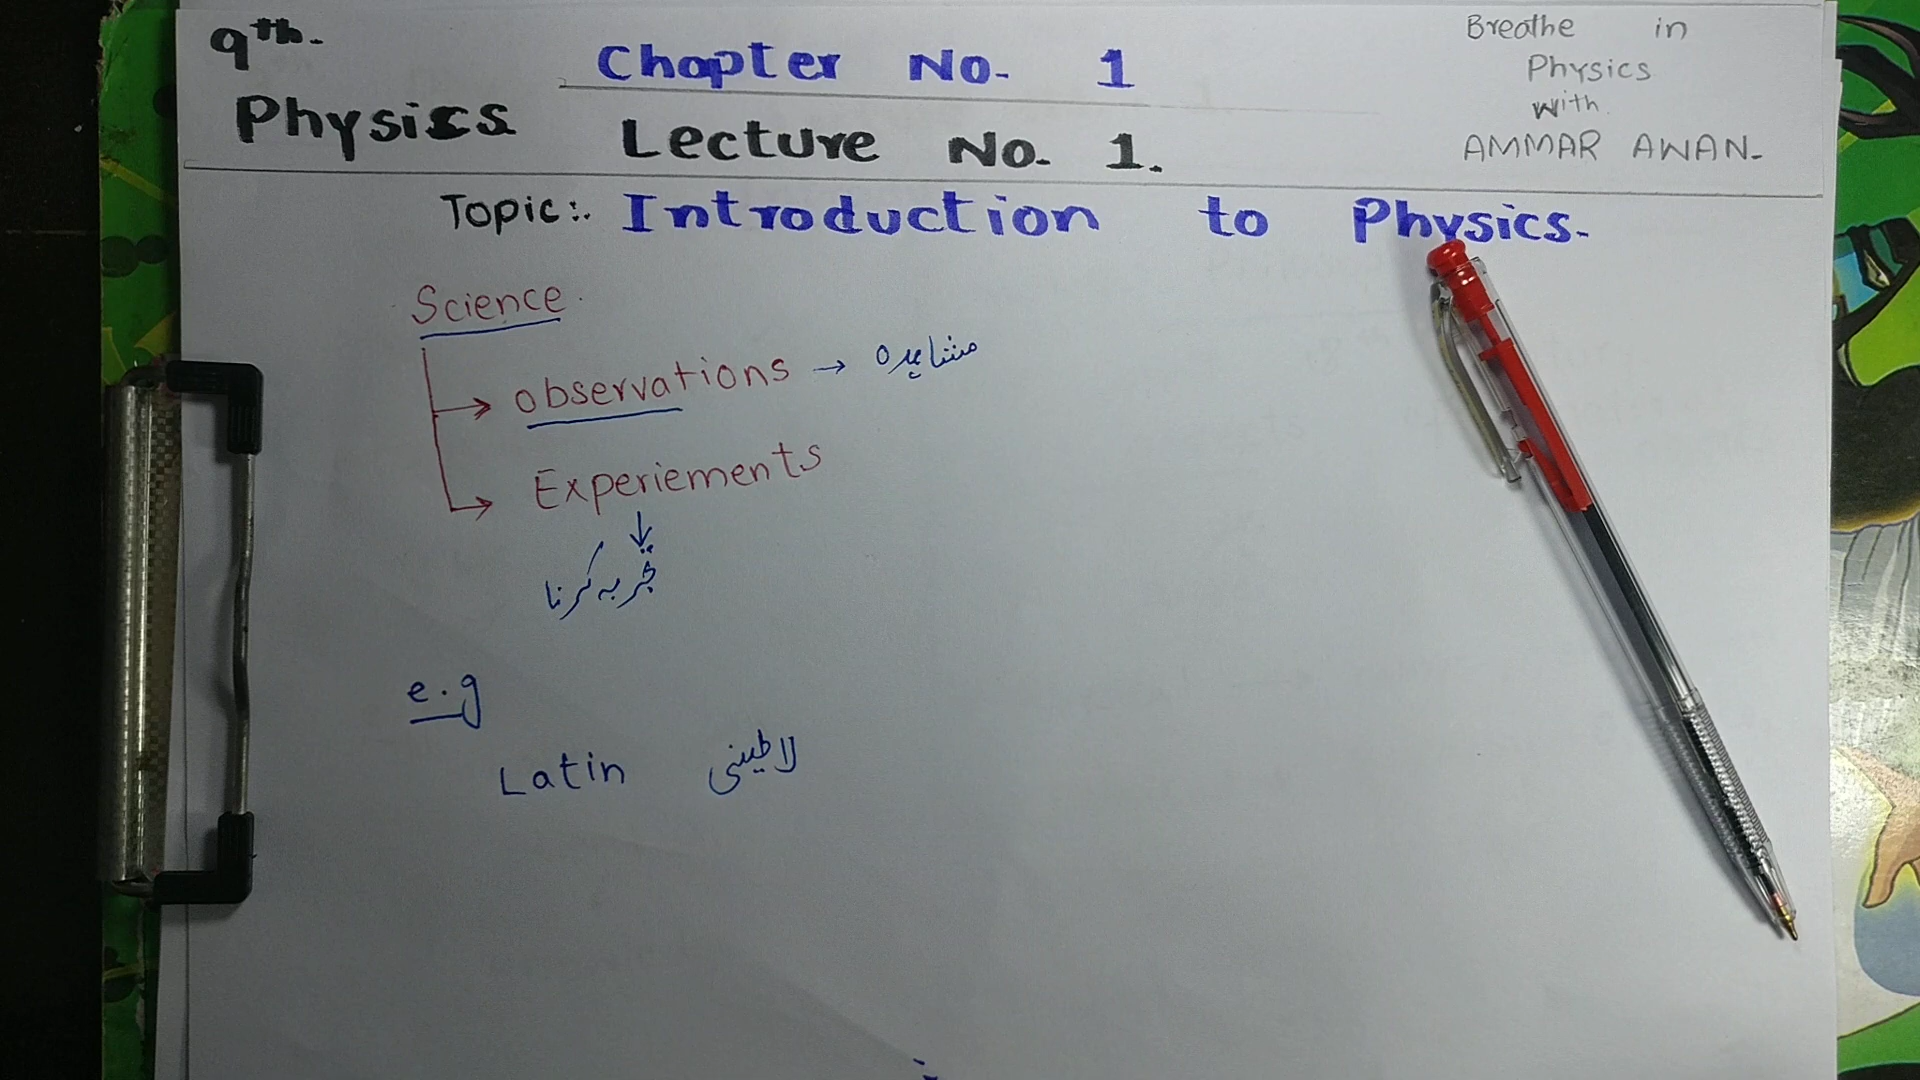 9th.
Physics
Chapter No. 1
Lecture No. 1.
Breathe in
Physics
with
AMMAR AWAN.
Topic:. Introduction to Physics.
Science
observations → مشاہدہ
Experiements
تجربہ کرنا
e.g
Latin لاطینی